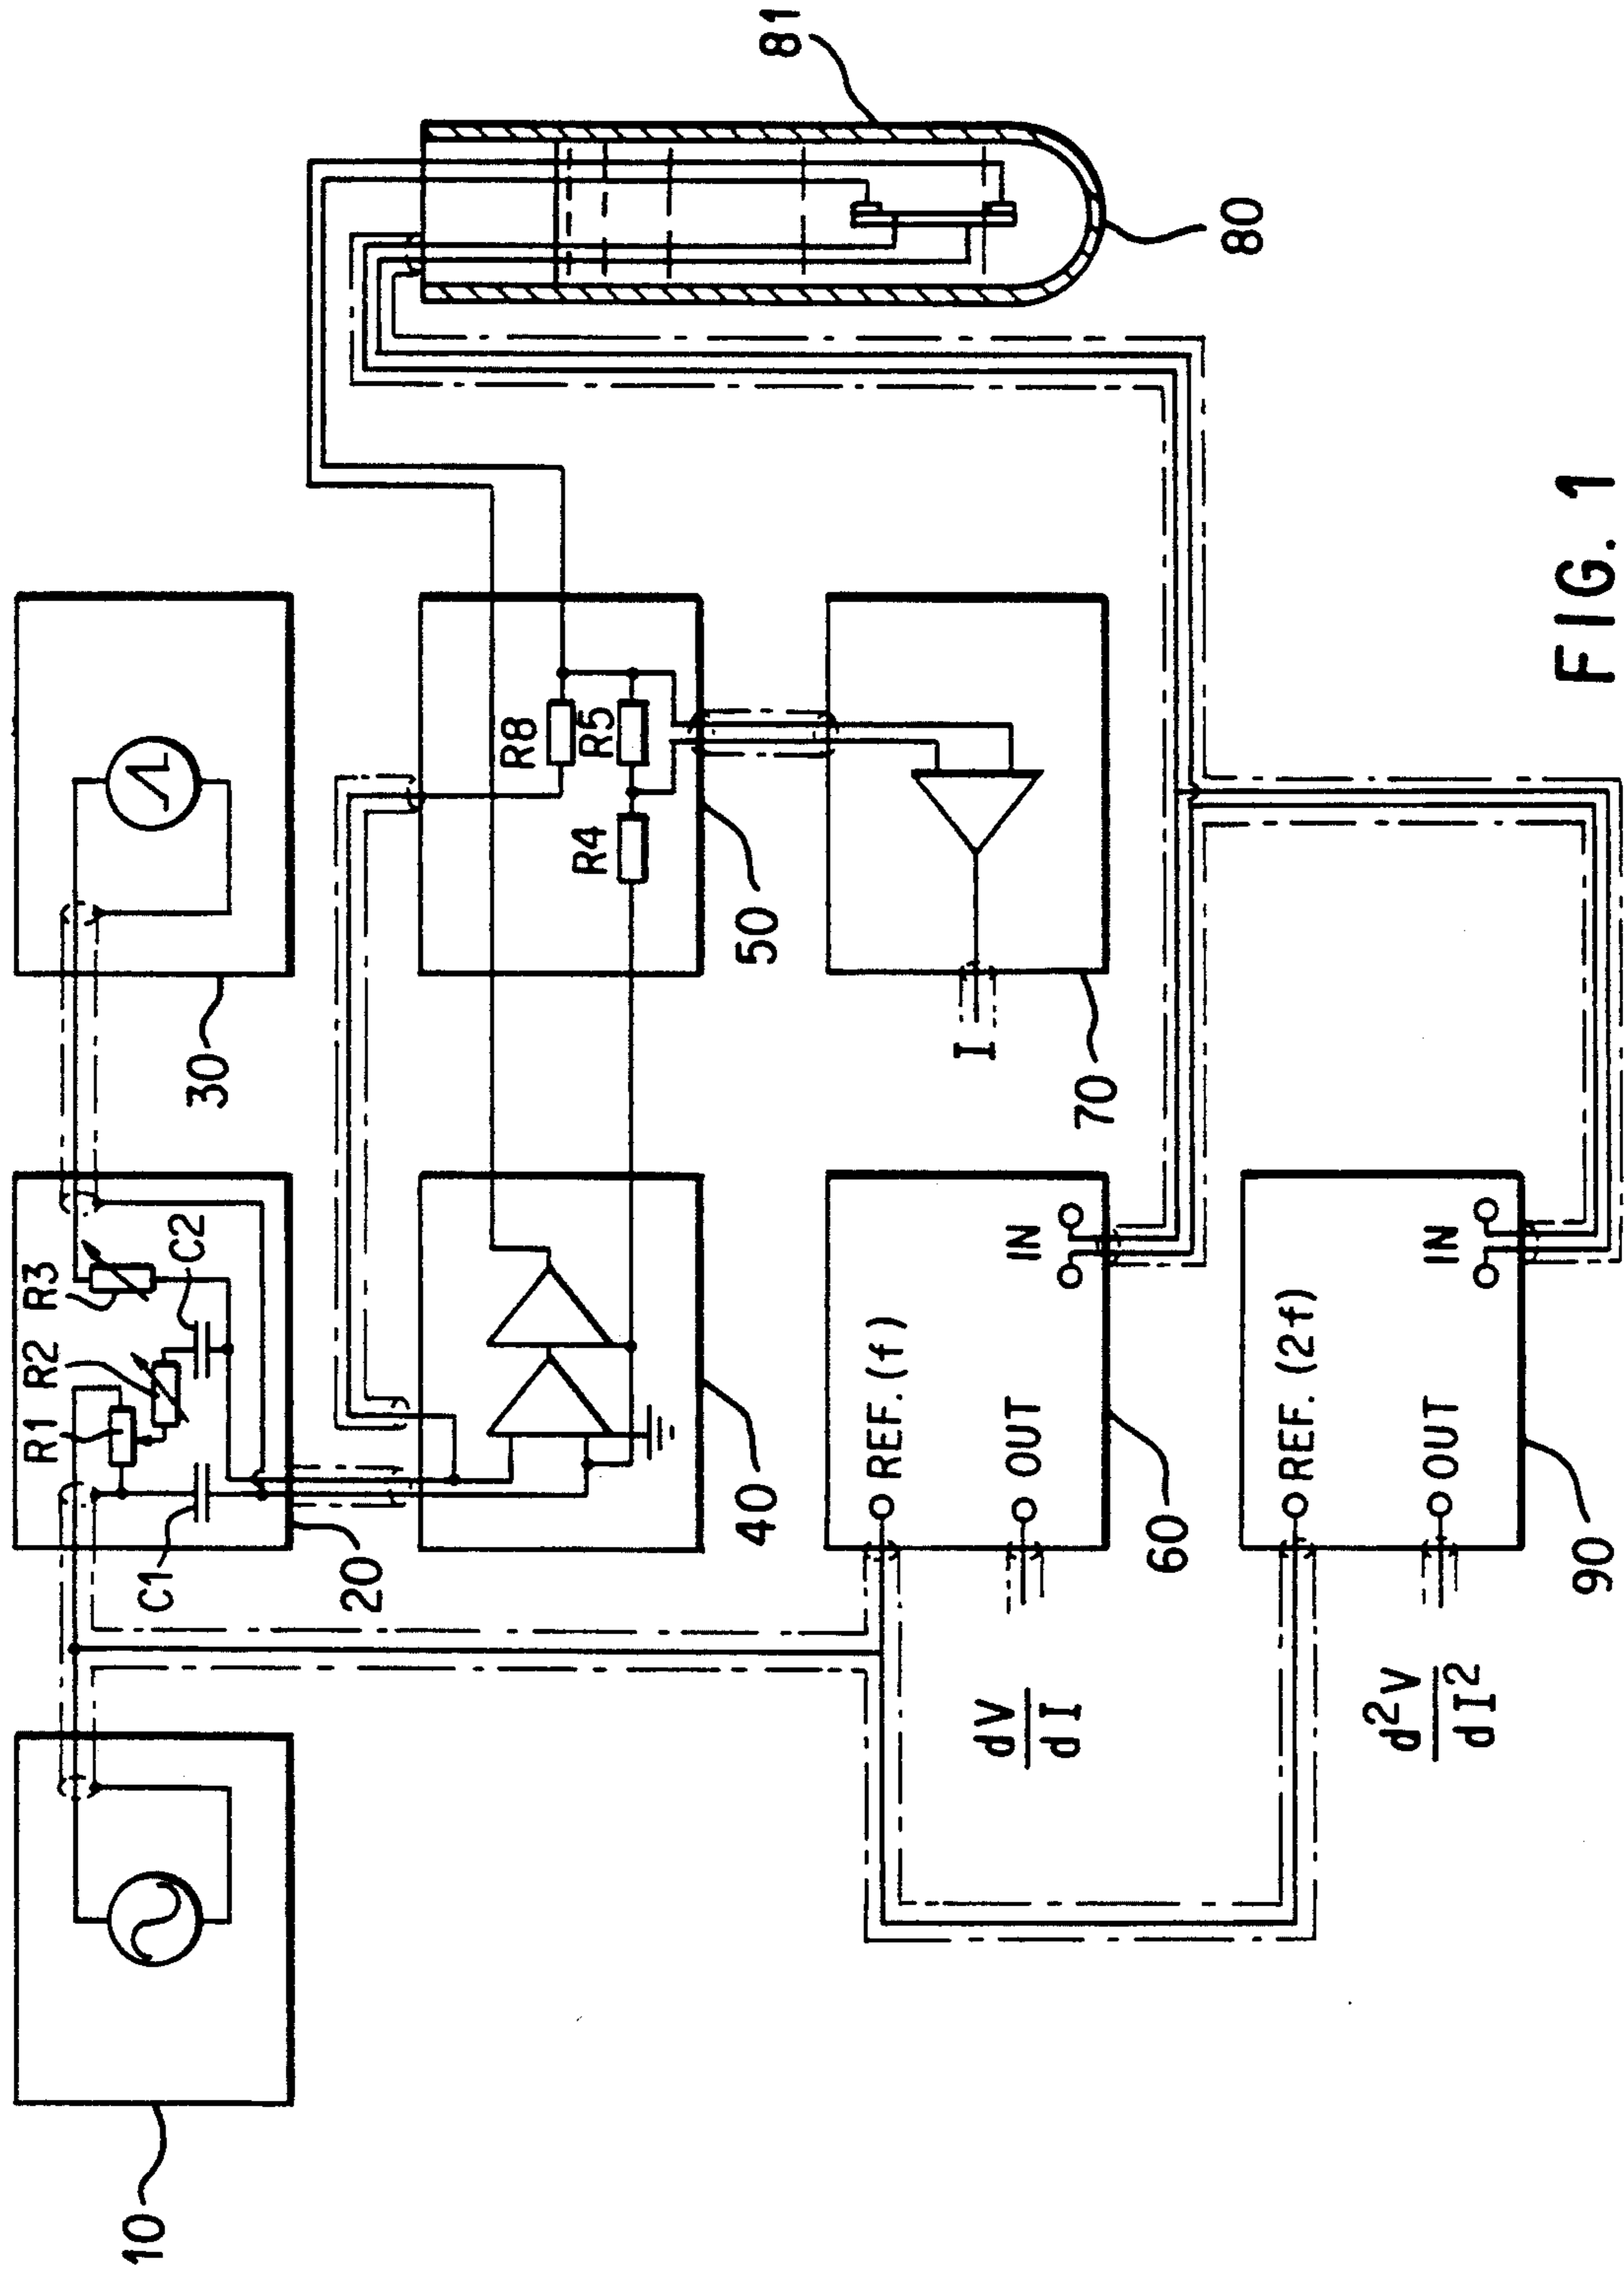 10
20
30
R1
R2
R3
C1
C2
40
50
R8
R5
R4
81
80
REF. (f)
OUT
IN
60
dV
dI
I
70
REF. (2f)
OUT
IN
90
d²V
dI²
FIG. 1